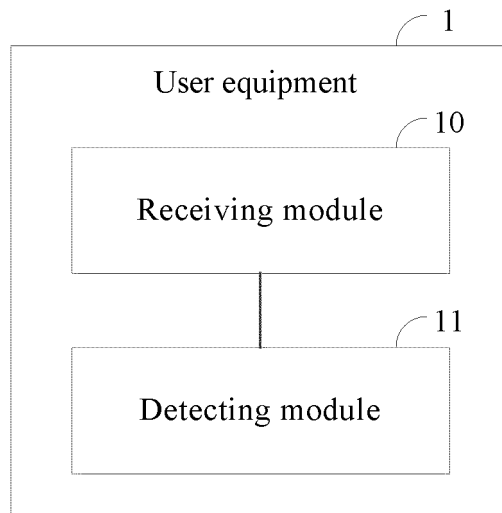 1
User equipment
10
Receiving module
11
Detecting module